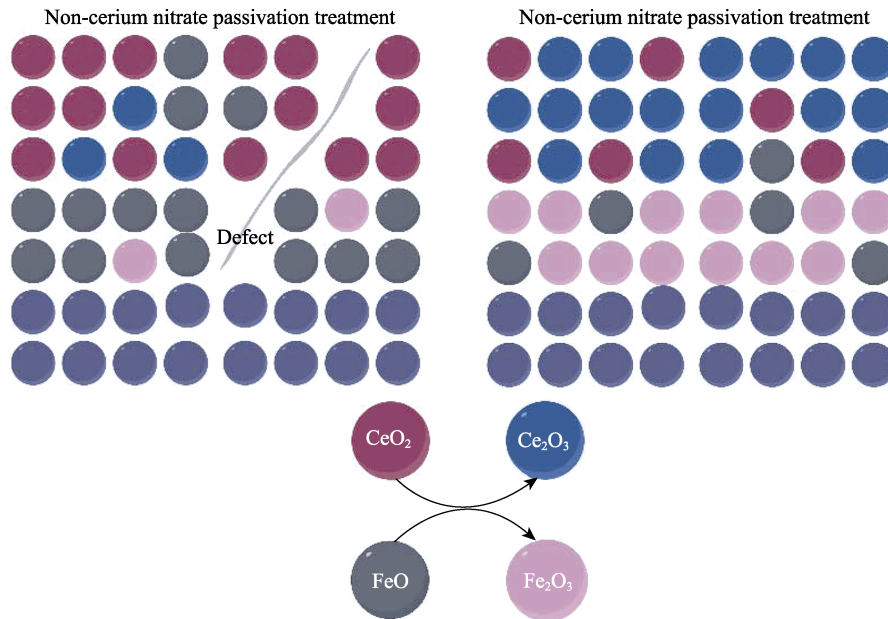 Non-cerium nitrate passivation treatment
Non-cerium nitrate passivation treatment
Defect
CeO₂
Ce₂O₃
FeO
Fe₂O₃